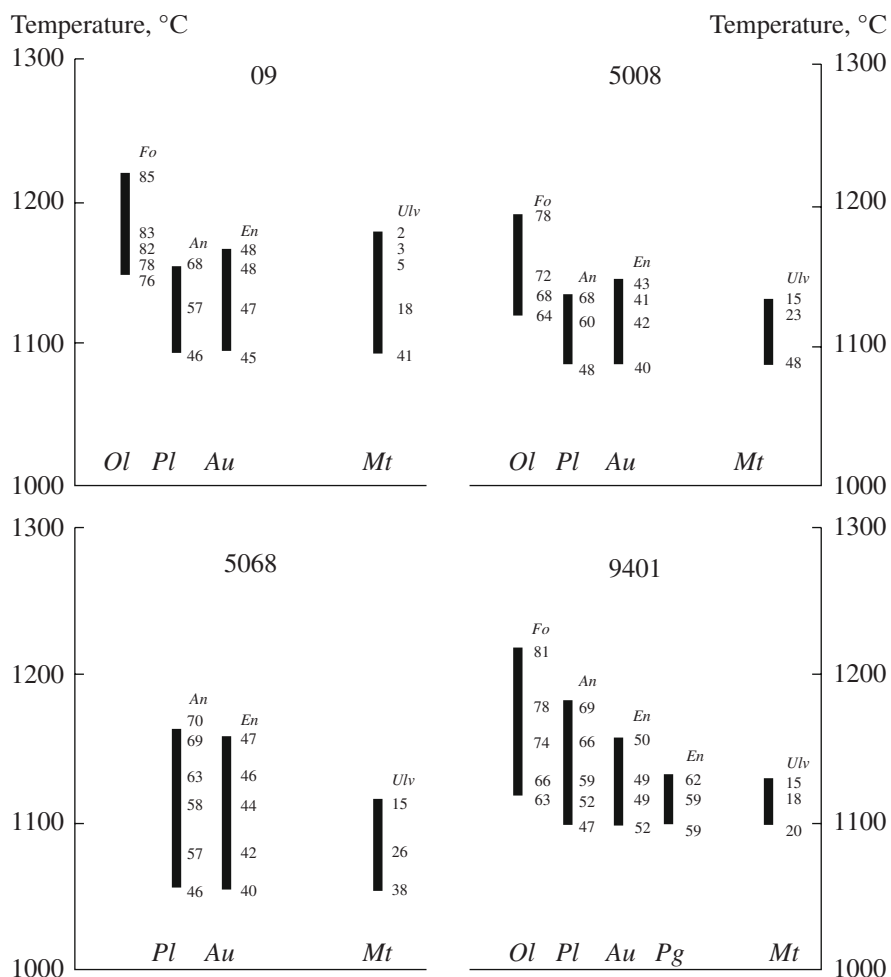 Temperature, °C Temperature, °C
1300 1300
09 5008
Fo
85
1200 1200
Fo
78
83 Ulv 2
82 An En 48 3
78 68 48 5
76
72 An En 43
68 68 41 Ulv 15
64 60 42 23
57 47 18
1100 1100
46 45 41
48 40 48
Ol Pl Au Mt Ol Pl Au Mt
1000 1000
1300 1300
5068 9401
Fo
81
1200 1200
An
70 En
69 47
78 An 69
74 66 En 50
63 46
66 59 49 En 62 Ulv 15
58 44 Ulv 15
63 52 49 59 18
1100 1100
47 52 59 20
57 42 26
46 40 38
Pl Au Mt Ol Pl Au Pg Mt
1000 1000